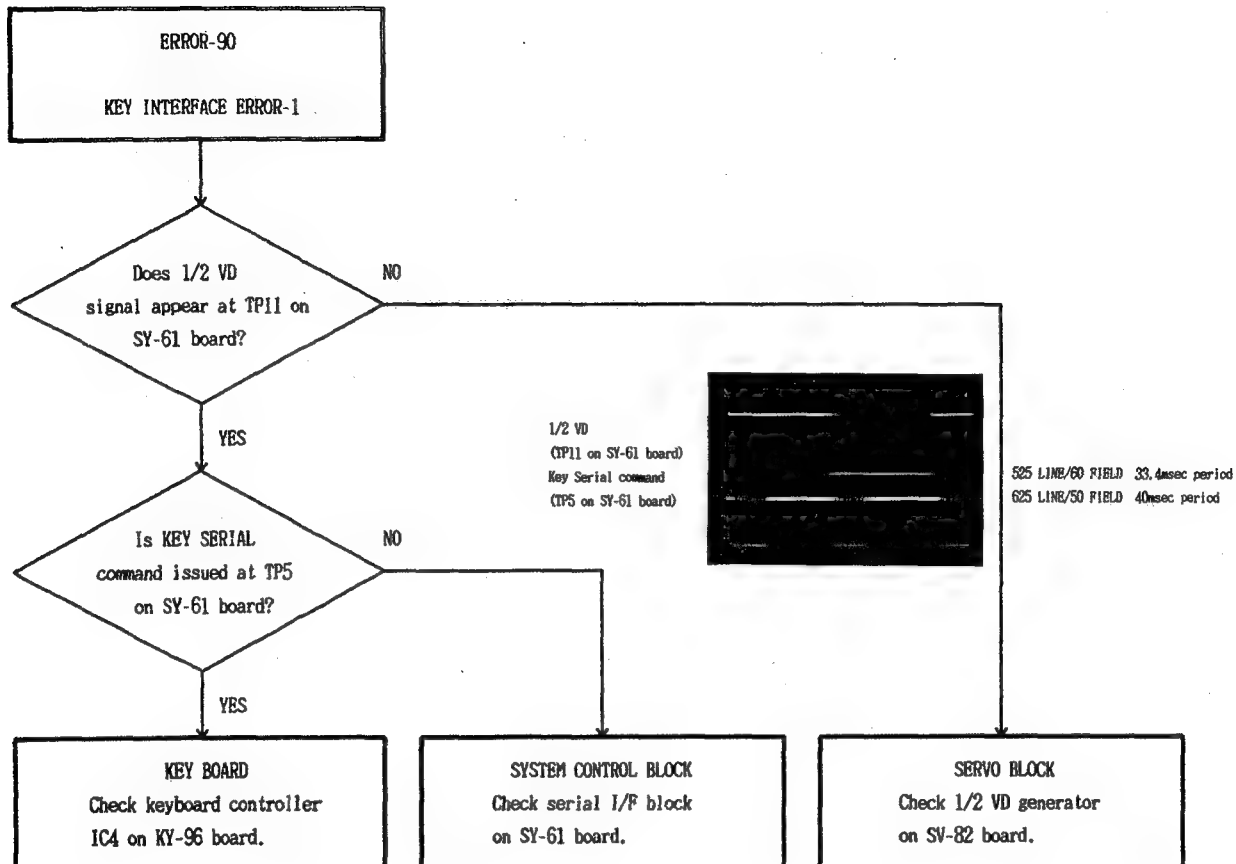 ERROR-90
KEY INTERFACE ERROR-1
Does 1/2 VD
signal appear at TP11 on
SY-61 board?
NO
YES
1/2 VD
(TP11 on SY-61 board)
Key Serial command
(TP5 on SY-61 board)
525 LINE/60 FIELD 33.4msec period
625 LINE/50 FIELD 40msec period
Is KEY SERIAL
command issued at TP5
on SY-61 board?
NO
YES
KEY BOARD
Check keyboard controller
IC4 on KY-96 board.
SYSTEM CONTROL BLOCK
Check serial I/F block
on SY-61 board.
SERVO BLOCK
Check 1/2 VD generator
on SV-82 board.